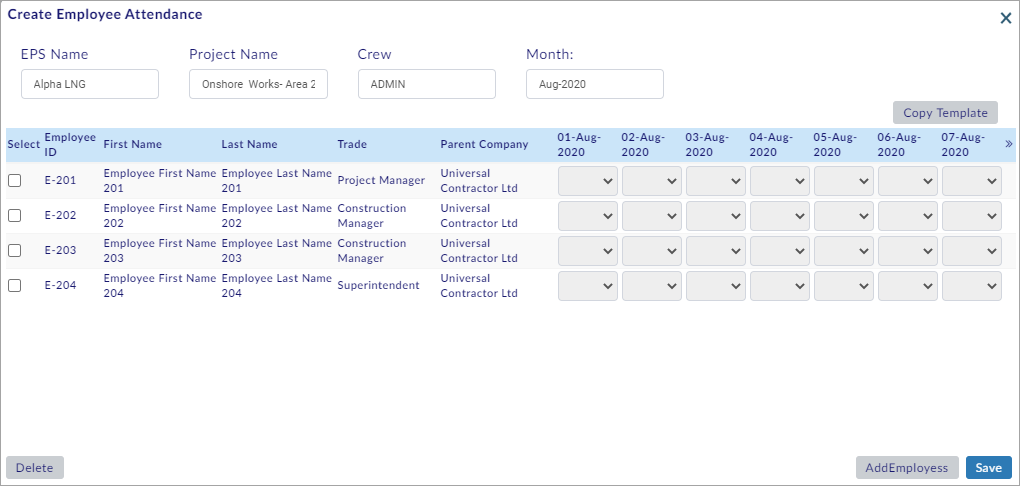 Create Employee Attendance
EPS Name Project Name Crew Month:
Alpha LNG Onshore Works- Area 2 ADMIN Aug-2020
Copy Template
Select Employee ID First Name Last Name Trade Parent Company 01-Aug-2020 02-Aug-2020 03-Aug-2020 04-Aug-2020 05-Aug-2020 06-Aug-2020 07-Aug-2020 »
E-201 Employee First Name 201 Employee Last Name 201 Project Manager Universal Contractor Ltd
E-202 Employee First Name 202 Employee Last Name 202 Construction Manager Universal Contractor Ltd
E-203 Employee First Name 203 Employee Last Name 203 Construction Manager Universal Contractor Ltd
E-204 Employee First Name 204 Employee Last Name 204 Superintendent Universal Contractor Ltd
Delete AddEmployess Save